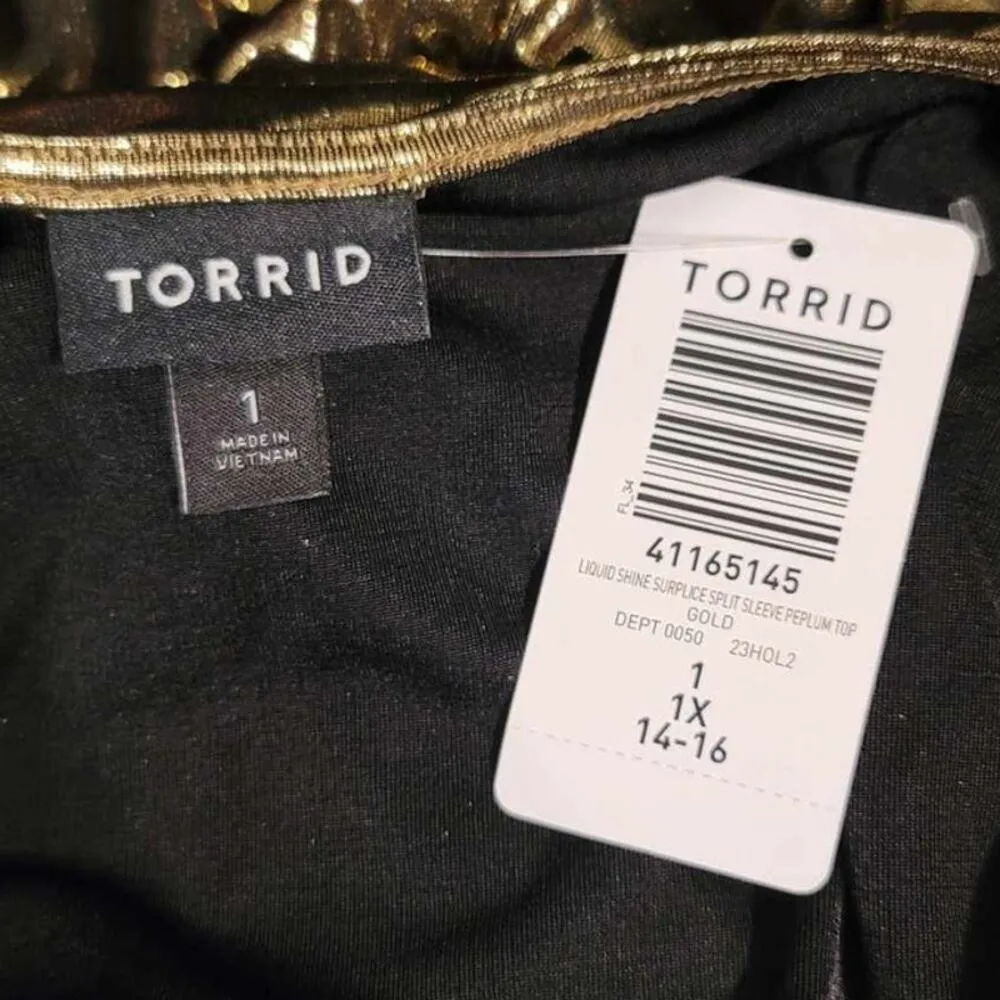 TORRID
1
MADE IN
VIETNAM
TORRID
FL_34
41165145
LIQUID SHINE SURPLICE SPLIT SLEEVE PEPLUM TOP
GOLD
DEPT 0050 23HOL2
1
1X
14-16